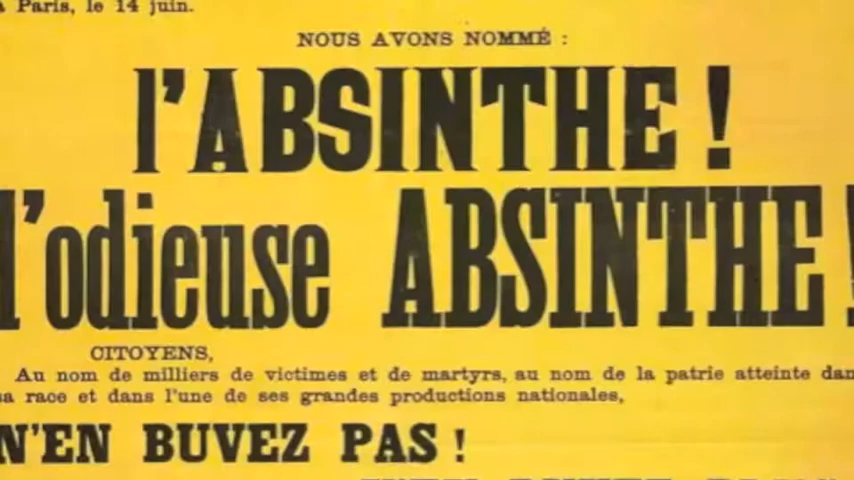 à Paris, le 14 juin.
NOUS AVONS NOMMÉ :
l'ABSINTHE !
l'odieuse ABSINTHE !
CITOYENS,
Au nom de milliers de victimes et de martyrs, au nom de la patrie atteinte dan
sa race et dans l'une de ses grandes productions nationales,
N'EN BUVEZ PAS !